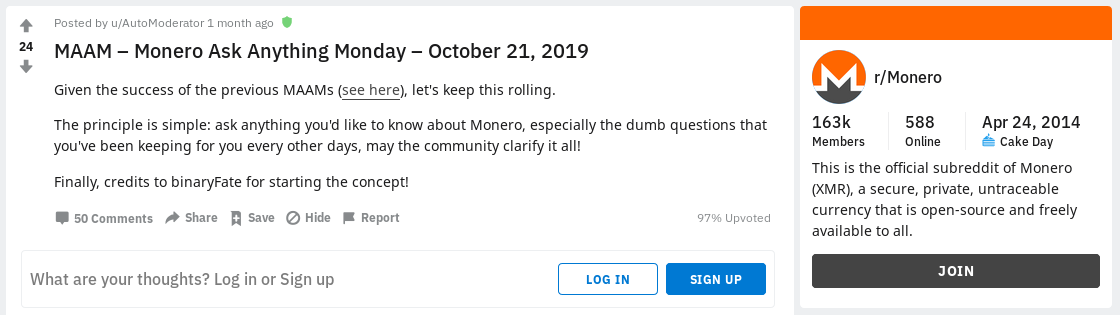 Posted by u/AutoModerator 1 month ago
24
MAAM – Monero Ask Anything Monday – October 21, 2019
Given the success of the previous MAAMs (see here), let's keep this rolling.
The principle is simple: ask anything you'd like to know about Monero, especially the dumb questions that
you've been keeping for you every other days, may the community clarify it all!
Finally, credits to binaryFate for starting the concept!
50 Comments Share Save Hide Report 97% Upvoted
What are your thoughts? Log in or Sign up LOG IN SIGN UP
r/Monero
163k 588 Apr 24, 2014
Members Online Cake Day
This is the official subreddit of Monero
(XMR), a secure, private, untraceable
currency that is open-source and freely
available to all.
JOIN